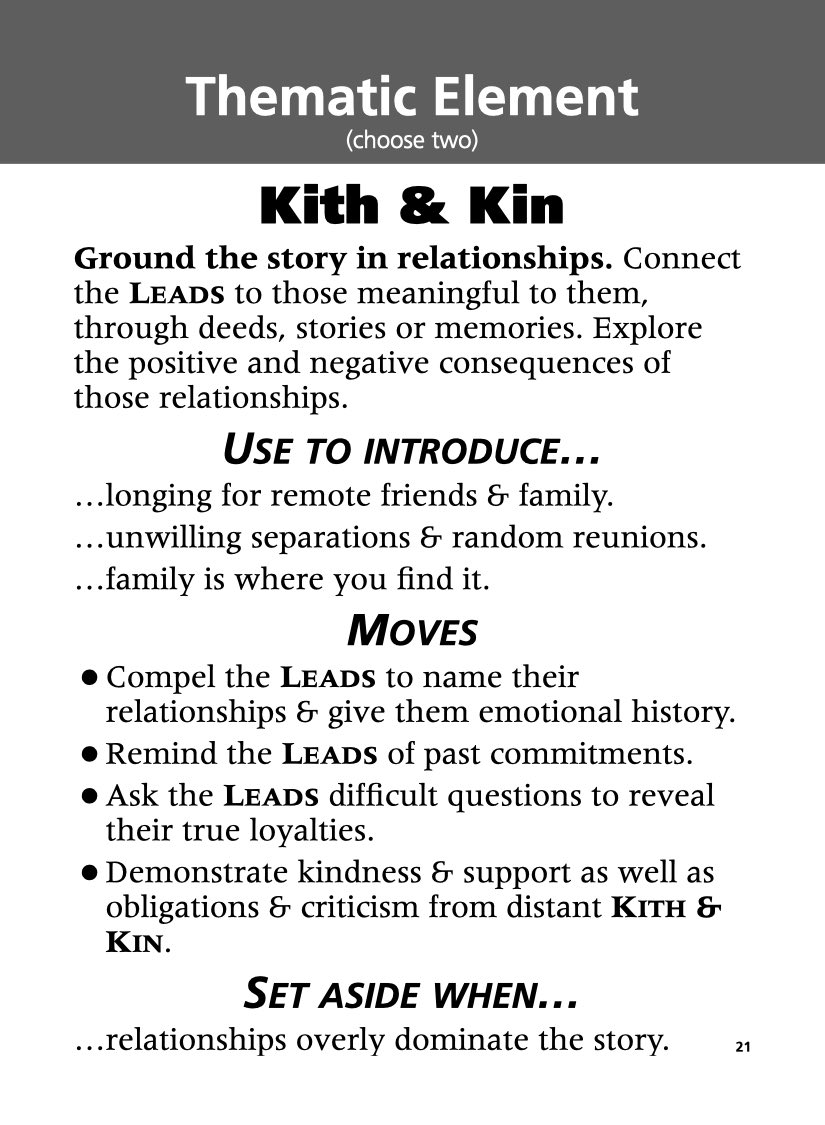 Thematic Element
(choose two)
Kith & Kin
Ground the story in relationships. Connect
the LEADS to those meaningful to them,
through deeds, stories or memories. Explore
the positive and negative consequences of
those relationships.
USE TO INTRODUCE…
…longing for remote friends & family.
…unwilling separations & random reunions.
…family is where you find it.
MOVES
● Compel the LEADS to name their
relationships & give them emotional history.
● Remind the LEADS of past commitments.
● Ask the LEADS difficult questions to reveal
their true loyalties.
● Demonstrate kindness & support as well as
obligations & criticism from distant KITH &
KIN.
SET ASIDE WHEN…
…relationships overly dominate the story.
21